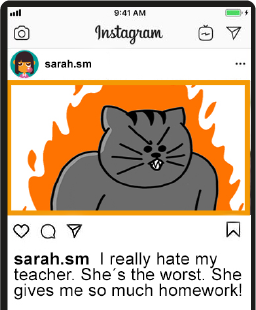 9:41 AM
Instagram
sarah.sm
sarah.sm I really hate my
teacher. She´s the worst. She
gives me so much homework!